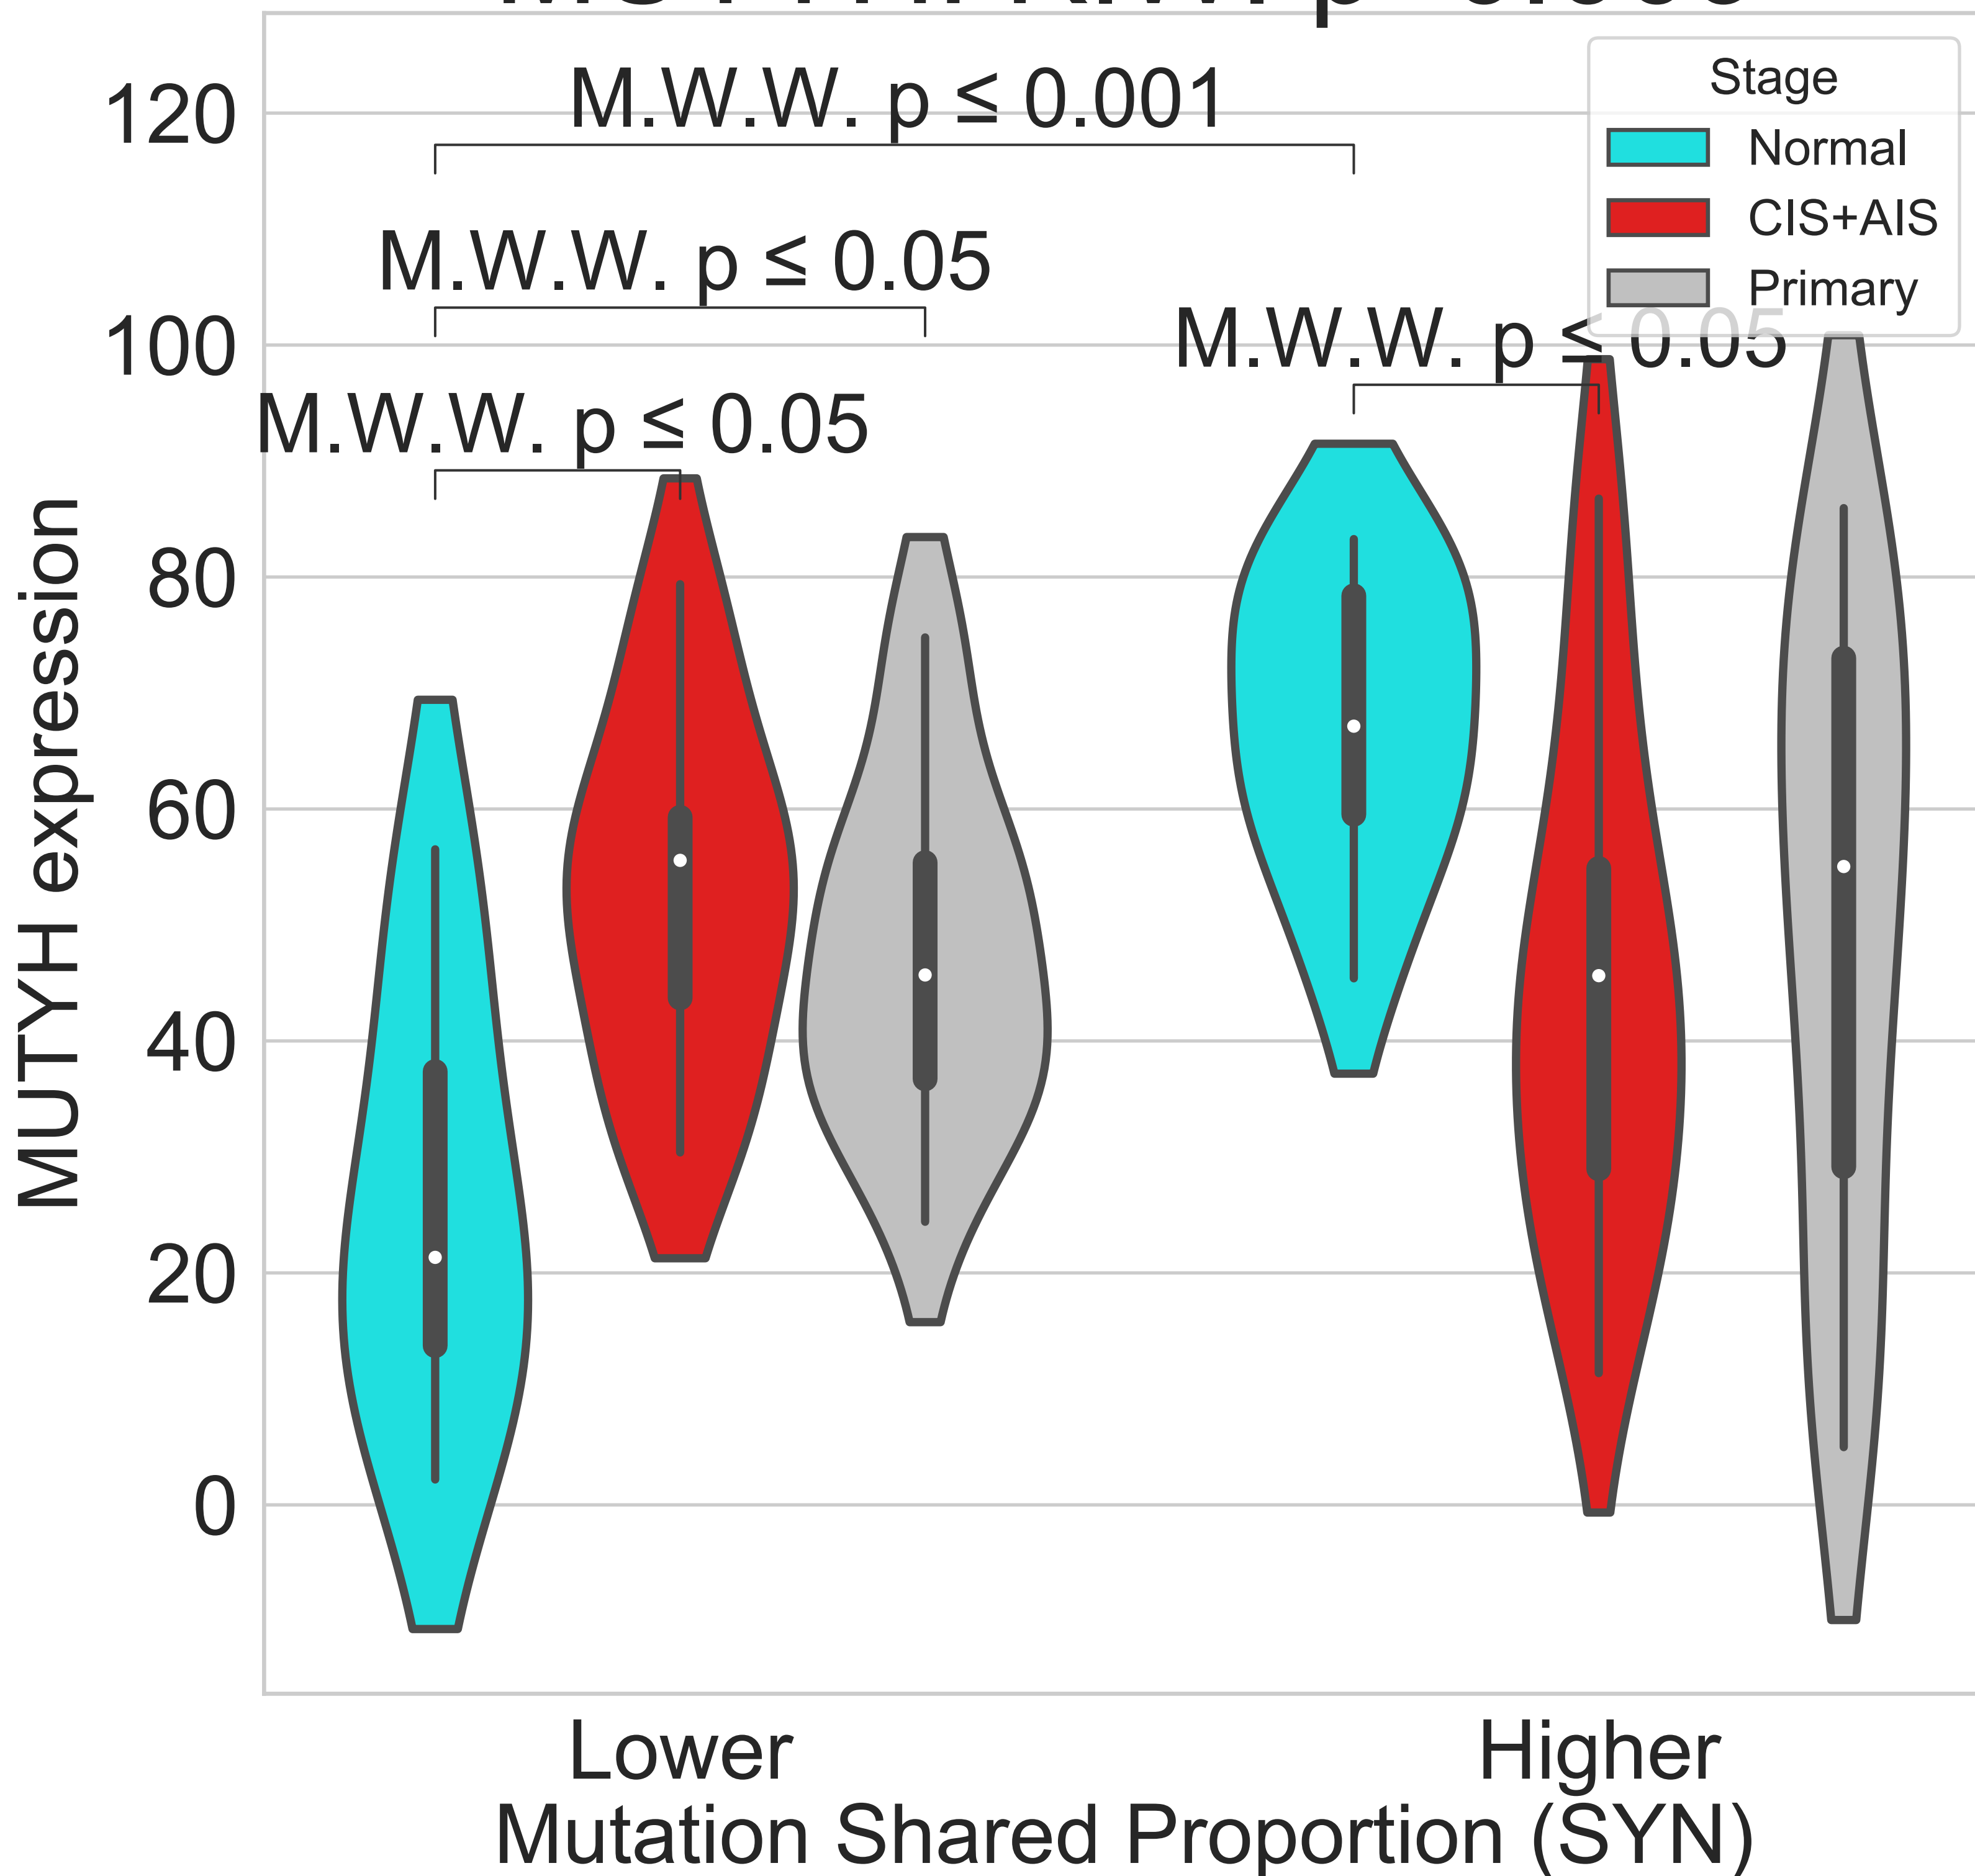 M.W.W. p ≤ 0.001
M.W.W. p ≤ 0.05
M.W.W. p ≤ 0.05
M.W.W. p ≤ 0.05
Stage
Normal
CIS+AIS
Primary
120
100
80
60
40
20
0
MUTYH expression
Lower
Higher
Mutation Shared Proportion (SYN)